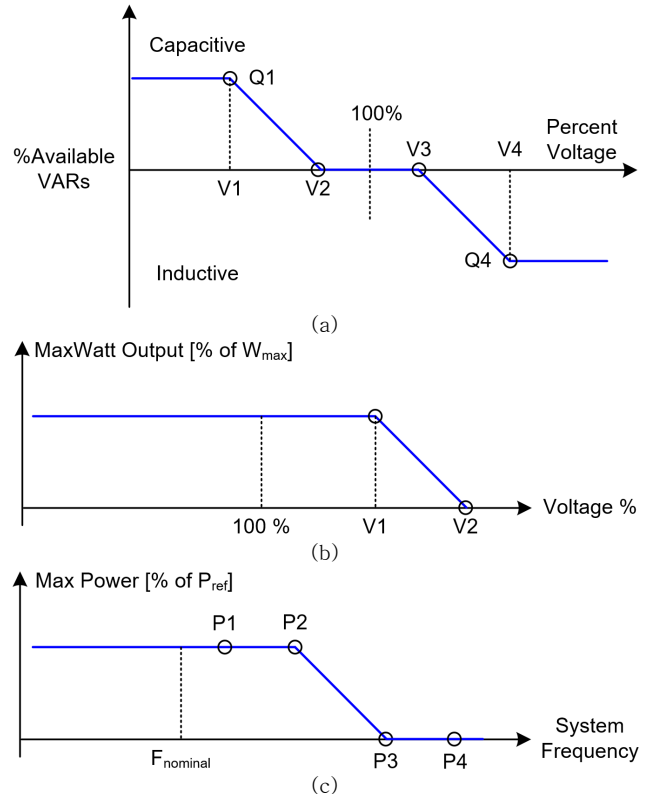 Capacitive
Q1
100%
Percent
Voltage
%Available
VARs
V1
V2
V3
V4
Q4
Inductive
(a)
MaxWatt Output [% of Wmax]
100 %
V1
V2
Voltage %
(b)
Max Power [% of Pref]
P1
P2
System
Frequency
Fnominal
P3
P4
(c)